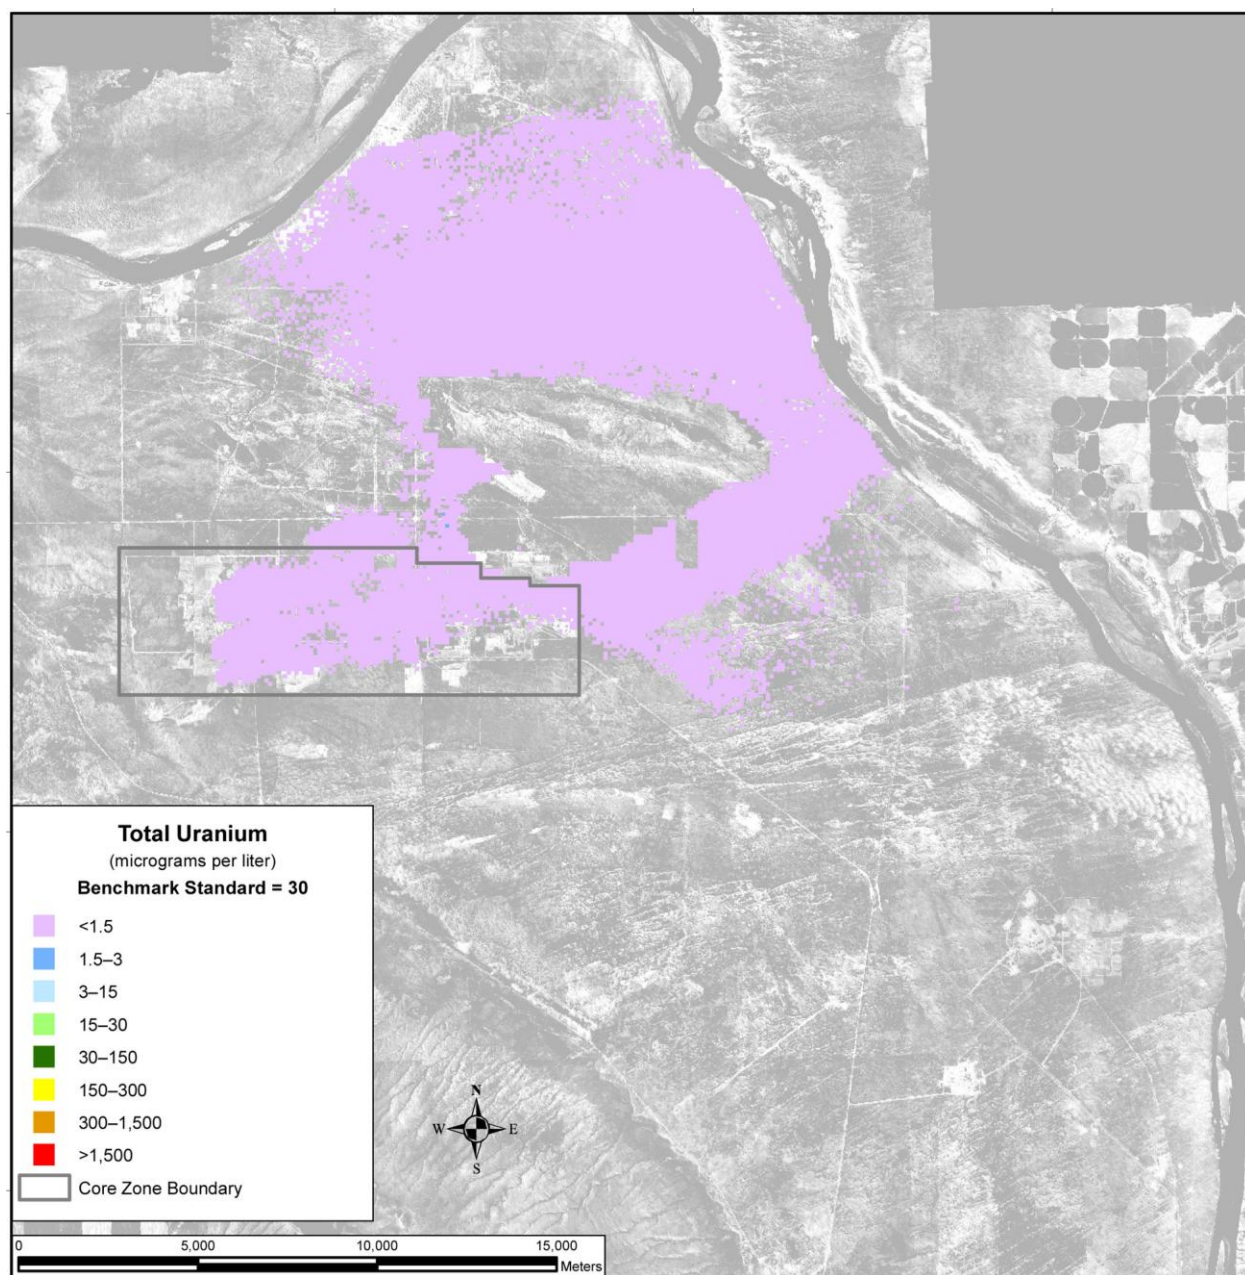 Total Uranium
(micrograms per liter)
Benchmark Standard = 30
<1.5
1.5–3
3–15
15–30
30–150
150–300
300–1,500
>1,500
Core Zone Boundary
N
W E
S
0 5,000 10,000 15,000
Meters